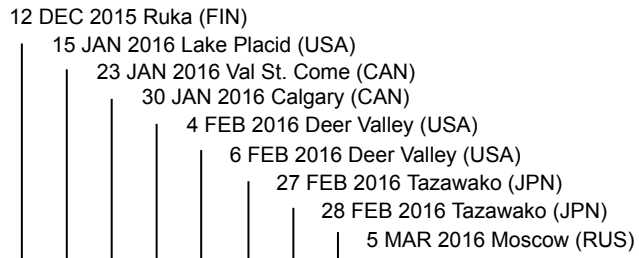 12 DEC 2015 Ruka (FIN)
15 JAN 2016 Lake Placid (USA)
23 JAN 2016 Val St. Come (CAN)
30 JAN 2016 Calgary (CAN)
4 FEB 2016 Deer Valley (USA)
6 FEB 2016 Deer Valley (USA)
27 FEB 2016 Tazawako (JPN)
28 FEB 2016 Tazawako (JPN)
5 MAR 2016 Moscow (RUS)